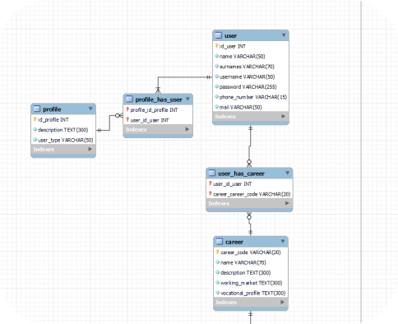 user
id_user INT
name VARCHAR(50)
surnames VARCHAR(70)
username VARCHAR(50)
password VARCHAR(255)
phone_number VARCHAR(15)
mail VARCHAR(50)
Indexes
profile_has_user
profile_id_profile INT
user_id_user INT
Indexes
profile
id_profile INT
description TEXT(300)
user_type VARCHAR(50)
Indexes
user_has_career
user_id_user INT
career_career_code VARCHAR(20)
Indexes
career
career_code VARCHAR(20)
name VARCHAR(70)
description TEXT(300)
working_market TEXT(300)
vocational_profile TEXT(300)
Indexes